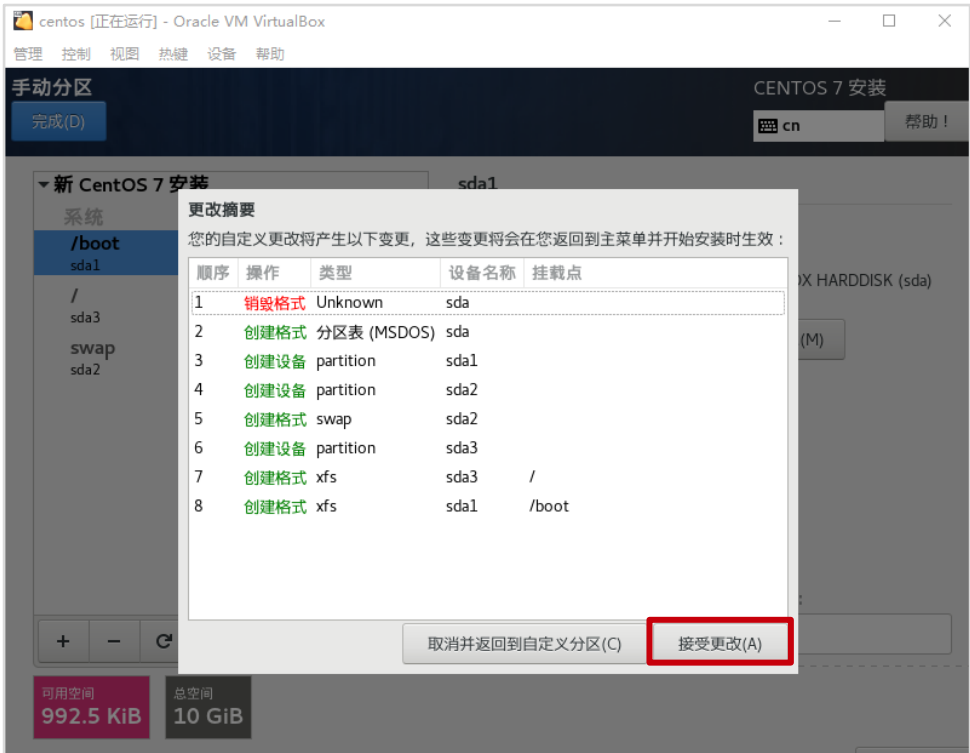 centos [正在运行] - Oracle VM VirtualBox
管理 控制 视图 热键 设备 帮助
手动分区
CENTOS 7 安装
完成(D)
cn
帮助！
新 CentOS 7 安装
sda1
系统
/boot
sda1
/
sda3
swap
sda2
更改摘要
您的自定义更改将产生以下变更，这些变更将会在您返回到主菜单并开始安装时生效：
顺序 操作 类型 设备名称 挂载点
1 销毁格式 Unknown sda
2 创建格式 分区表 (MSDOS) sda
3 创建设备 partition sda1
4 创建设备 partition sda2
5 创建格式 swap sda2
6 创建设备 partition sda3
7 创建格式 xfs sda3 /
8 创建格式 xfs sda1 /boot
HARDDISK (sda)
(M)
取消并返回到自定义分区(C)
接受更改(A)
+ −
可用空间
992.5 KiB
总空间
10 GiB